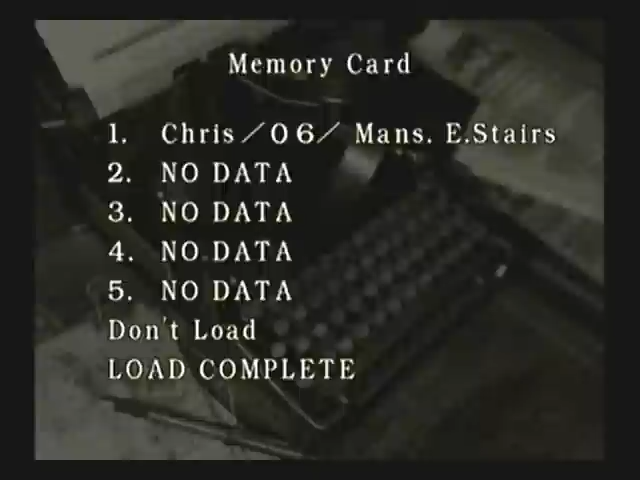 Memory Card
1. Chris／06／ Mans. E.Stairs
2. NO DATA
3. NO DATA
4. NO DATA
5. NO DATA
Don't Load
LOAD COMPLETE